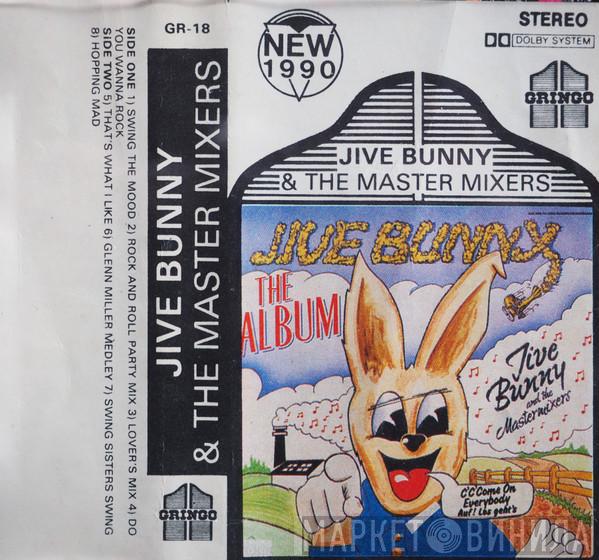 SIDE ONE 1) SWING THE MOOD 2) ROCK AND ROLL PARTY MIX 3) LOVER'S MIX 4) DO
YOU WANNA ROCK
SIDE TWO 5) THAT'S WHAT I LIKE 6) GLENN MILLER MEDLEY 7) SWING SISTERS SWING
8) HOPPING MAD
GR-18
JIVE BUNNY
& THE MASTER MIXERS
GRINGO
NEW
1990
STEREO
DOLBY SYSTEM
GRINGO
JIVE BUNNY
& THE MASTER MIXERS
JIVE BUNNY
THE
ALBUM
Jive
Bunny
and the
Mastermixers
C'C'Come On
Everybody
Auf! Los geht's
МАРКЕТ ВИНИЛА